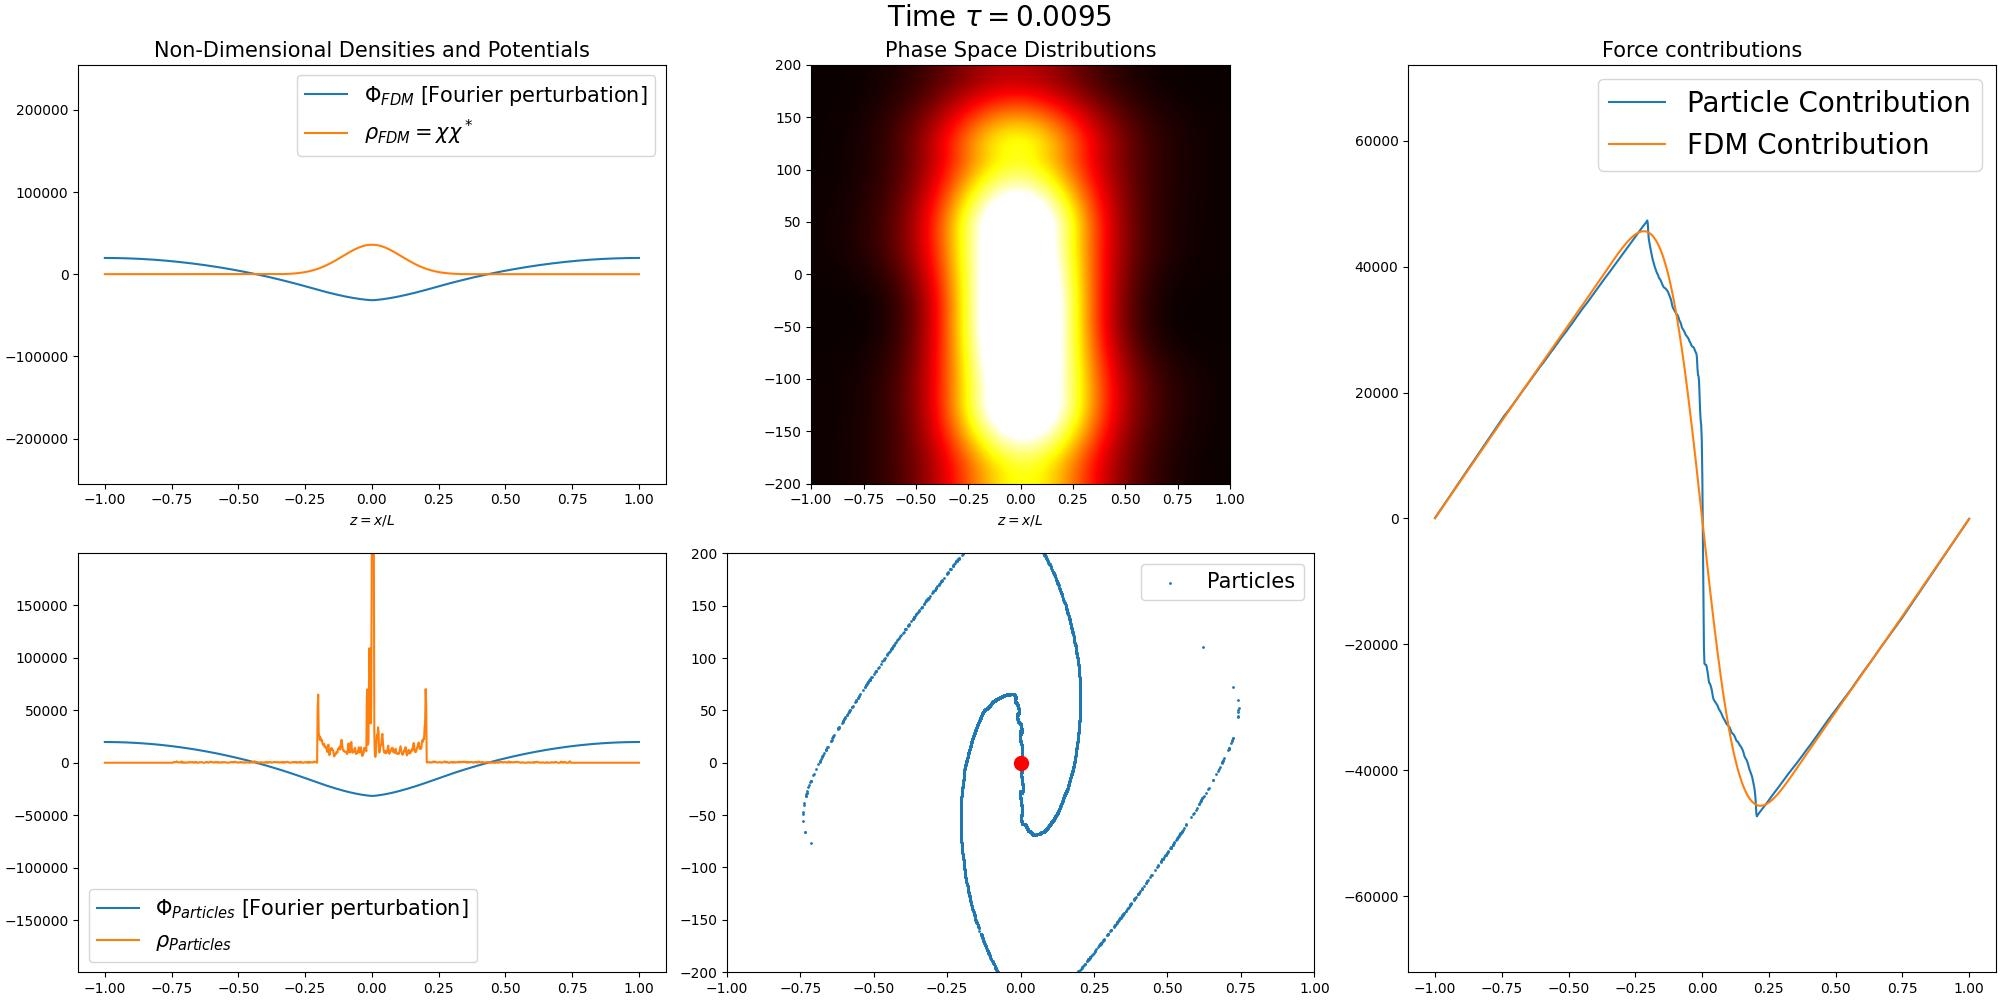 Time τ = 0.0095
Non-Dimensional Densities and Potentials
Φ_FDM [Fourier perturbation]
ρ_FDM = χχ*
200000
100000
0
−100000
−200000
−1.00 −0.75 −0.50 −0.25 0.00 0.25 0.50 0.75 1.00
z = x/L
Phase Space Distributions
200
150
100
50
0
−50
−100
−150
−200
−1.00 −0.75 −0.50 −0.25 0.00 0.25 0.50 0.75 1.00
z = x/L
Force contributions
Particle Contribution
FDM Contribution
60000
40000
20000
0
−20000
−40000
−60000
−1.00 −0.75 −0.50 −0.25 0.00 0.25 0.50 0.75 1.00
150000
100000
50000
0
−50000
−100000
−150000
Φ_Particles [Fourier perturbation]
ρ_Particles
−1.00 −0.75 −0.50 −0.25 0.00 0.25 0.50 0.75 1.00
Particles
200
150
100
50
0
−50
−100
−150
−200
−1.00 −0.75 −0.50 −0.25 0.00 0.25 0.50 0.75 1.00